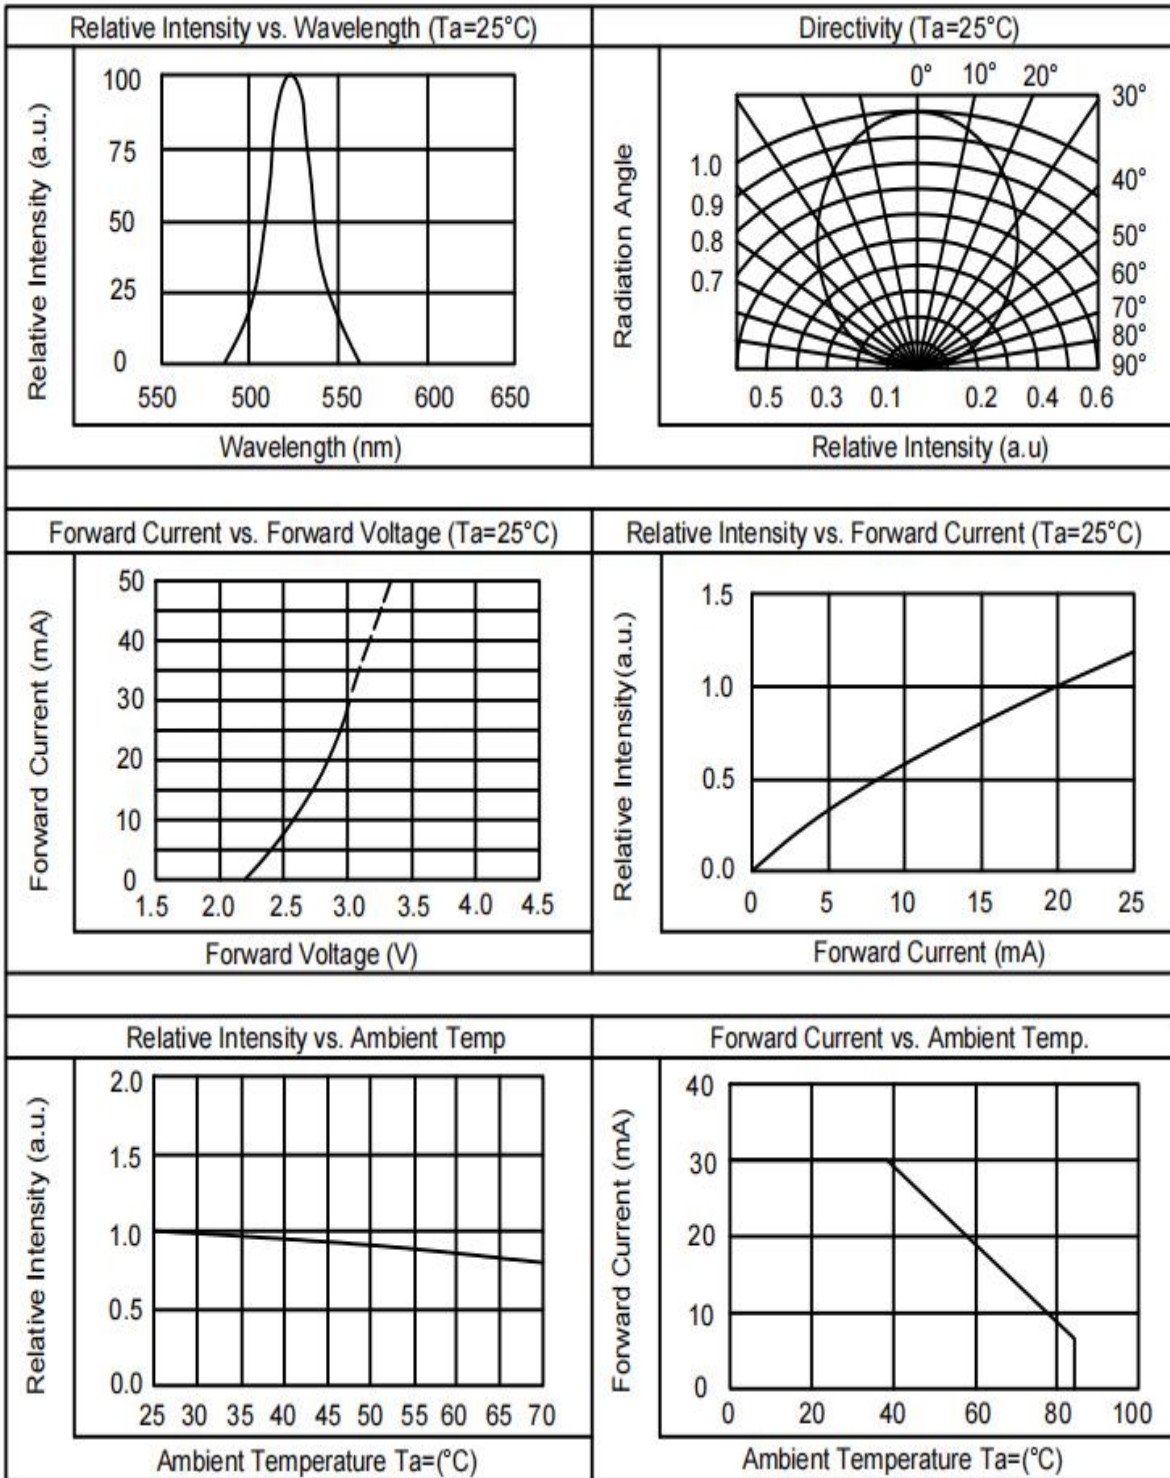 Relative Intensity vs. Wavelength (Ta=25°C)
Relative Intensity (a.u.)
100
75
50
25
0
550 500 550 600 650
Wavelength (nm)
Directivity (Ta=25°C)
Radiation Angle
0° 10° 20°
30°
40°
50°
60°
70°
80°
90°
1.0
0.9
0.8
0.7
0.5 0.3 0.1 0.2 0.4 0.6
Relative Intensity (a.u)
Forward Current vs. Forward Voltage (Ta=25°C)
Forward Current (mA)
50
40
30
20
10
0
1.5 2.0 2.5 3.0 3.5 4.0 4.5
Forward Voltage (V)
Relative Intensity vs. Forward Current (Ta=25°C)
Relative Intensity(a.u.)
1.5
1.0
0.5
0.0
0 5 10 15 20 25
Forward Current (mA)
Relative Intensity vs. Ambient Temp
Relative Intensity (a.u.)
2.0
1.5
1.0
0.5
0.0
25 30 35 40 45 50 55 60 65 70
Ambient Temperature Ta=(°C)
Forward Current vs. Ambient Temp.
Forward Current (mA)
40
30
20
10
0
0 20 40 60 80 100
Ambient Temperature Ta=(°C)